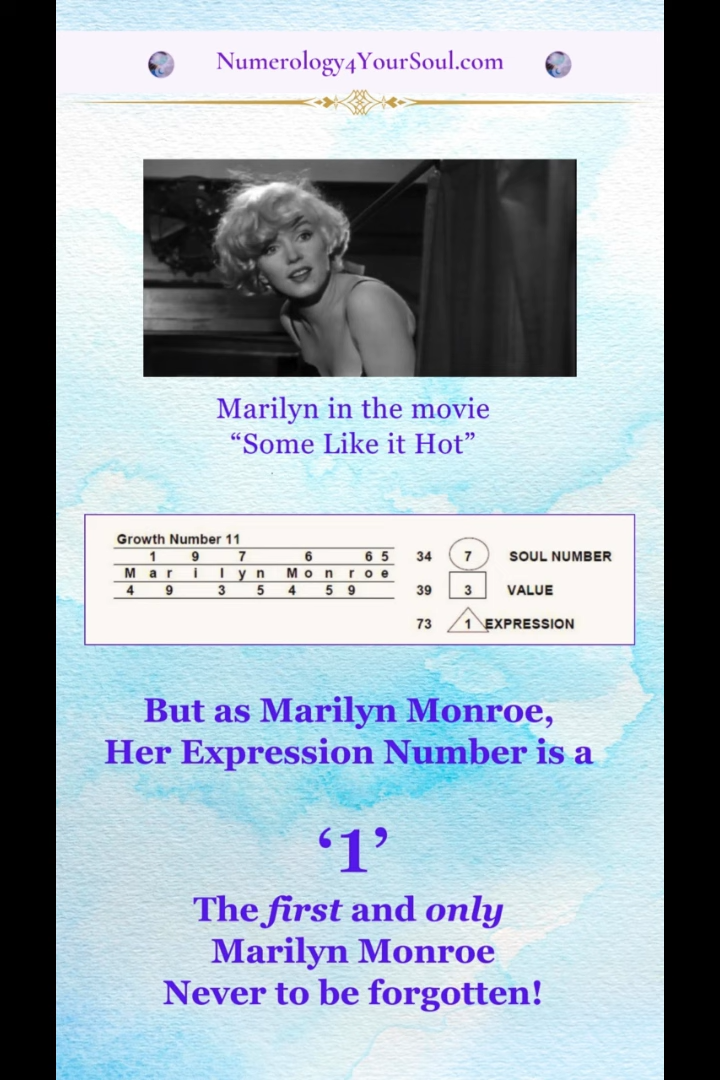 Numerology4YourSoul.com
Marilyn in the movie
“Some Like it Hot”
Growth Number 11
1 9 7 6 6 5 34 7 SOUL NUMBER
M a r i l y n M o n r o e
4 9 3 5 4 5 9 39 3 VALUE
73 1 EXPRESSION
But as Marilyn Monroe,
Her Expression Number is a
‘1’
The first and only
Marilyn Monroe
Never to be forgotten!